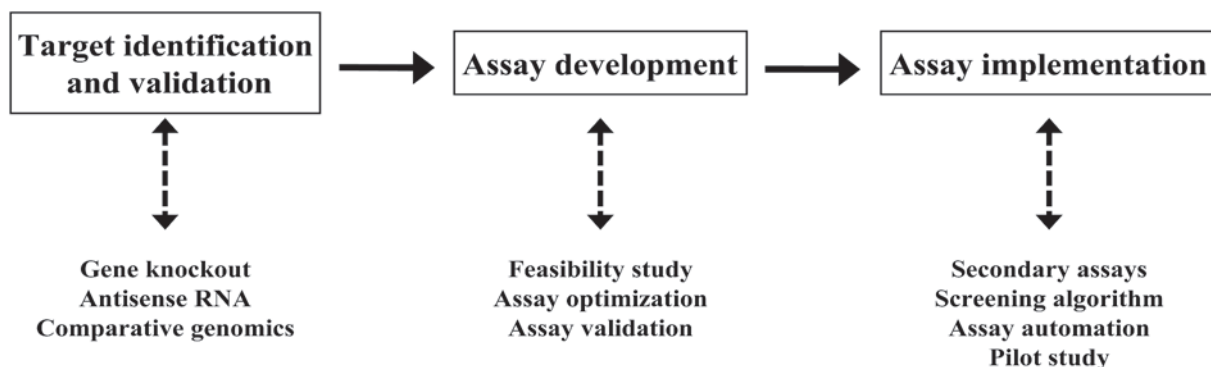 Target identification
and validation
Assay development
Assay implementation
Gene knockout
Antisense RNA
Comparative genomics
Feasibility study
Assay optimization
Assay validation
Secondary assays
Screening algorithm
Assay automation
Pilot study